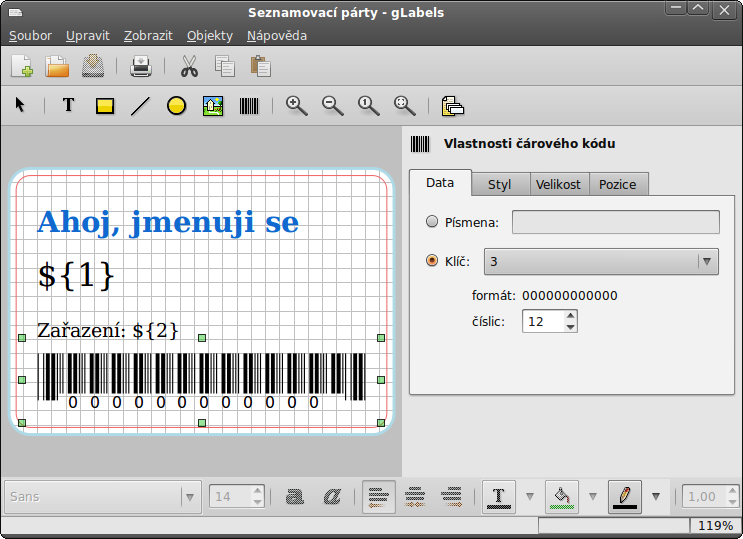 Seznamovací párty - gLabels
Soubor Upravit Zobrazit Objekty Nápověda
Vlastnosti čárového kódu
Data Styl Velikost Pozice
Písmena:
Klíč: 3
formát: 000000000000
číslic: 12
Ahoj, jmenuji se
${1}
Zařazení: ${2}
0 0 0 0 0 0 0 0 0 0 0 0
Sans 14 a a T 1,00
119%